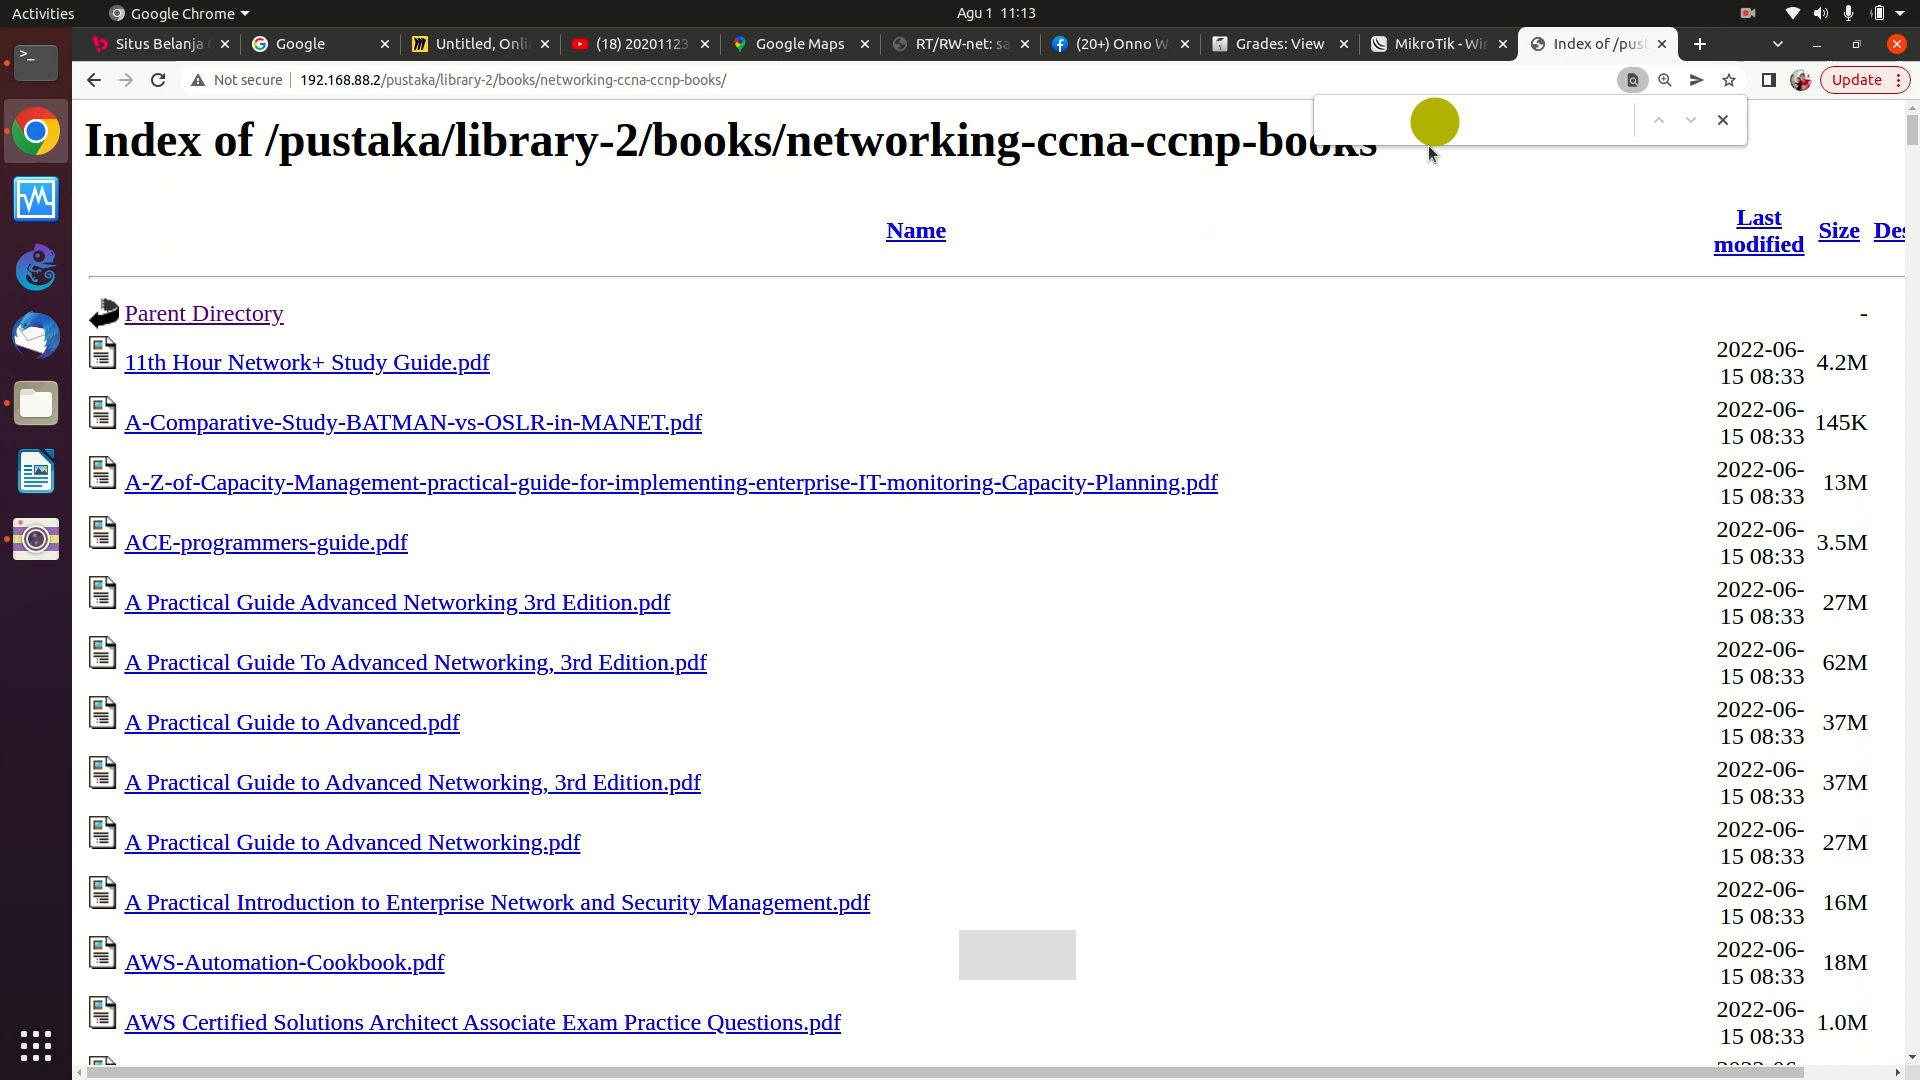 Activities Google Chrome Agu 1 11:13
Situs Belanja Google Untitled, Onli (18) 20201123 Google Maps RT/RW-net: sa (20+) Onno W Grades: View MikroTik - Wir Index of /pust
Not secure 192.168.88.2/pustaka/library-2/books/networking-ccna-ccnp-books/ Update
Index of /pustaka/library-2/books/networking-ccna-ccnp-books
Name Last modified Size Des
Parent Directory -
11th Hour Network+ Study Guide.pdf 2022-06-15 08:33 4.2M
A-Comparative-Study-BATMAN-vs-OSLR-in-MANET.pdf 2022-06-15 08:33 145K
A-Z-of-Capacity-Management-practical-guide-for-implementing-enterprise-IT-monitoring-Capacity-Planning.pdf 2022-06-15 08:33 13M
ACE-programmers-guide.pdf 2022-06-15 08:33 3.5M
A Practical Guide Advanced Networking 3rd Edition.pdf 2022-06-15 08:33 27M
A Practical Guide To Advanced Networking, 3rd Edition.pdf 2022-06-15 08:33 62M
A Practical Guide to Advanced.pdf 2022-06-15 08:33 37M
A Practical Guide to Advanced Networking, 3rd Edition.pdf 2022-06-15 08:33 37M
A Practical Guide to Advanced Networking.pdf 2022-06-15 08:33 27M
A Practical Introduction to Enterprise Network and Security Management.pdf 2022-06-15 08:33 16M
AWS-Automation-Cookbook.pdf 2022-06-15 08:33 18M
AWS Certified Solutions Architect Associate Exam Practice Questions.pdf 2022-06-15 08:33 1.0M